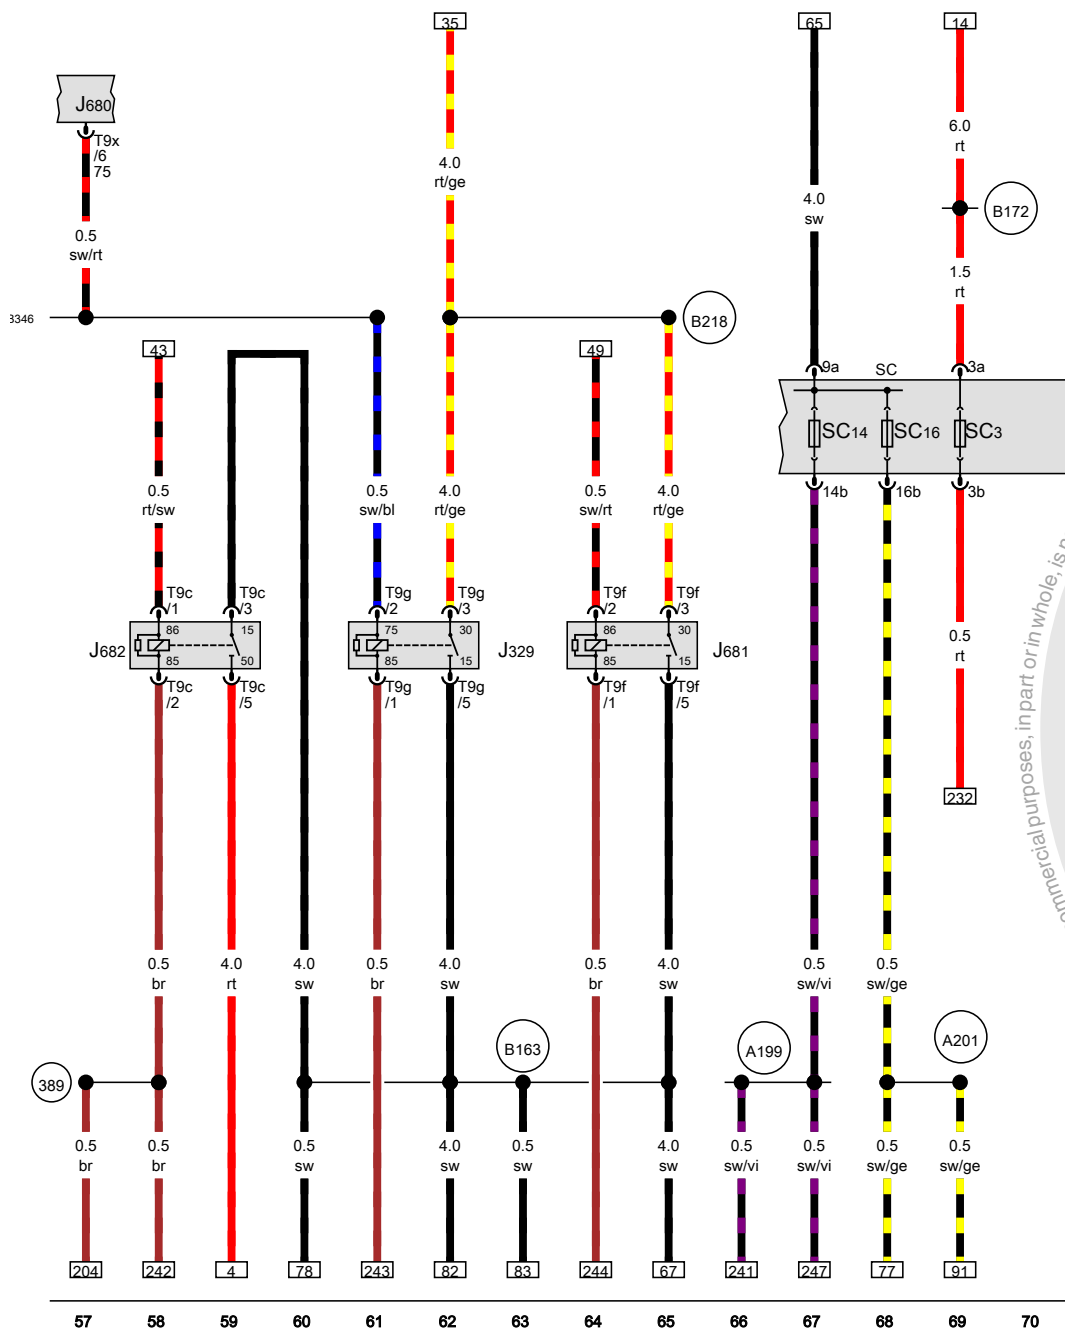 35
65
14
J680
T9x
/6
75
6.0
rt
4.0
rt/ge
4.0
sw
B172
0.5
sw/rt
1.5
rt
B218
43
49
9a
SC
3a
SC14
SC16
SC3
0.5
rt/sw
0.5
sw/bl
4.0
rt/ge
0.5
sw/rt
4.0
rt/ge
14b
16b
3b
T9c
/1
T9c
/3
T9g
/2
T9g
/3
T9f
/2
T9f
/3
J682
86
15
85
50
75
30
85
15
J329
86
30
85
15
J681
T9c
/2
T9c
/5
T9g
/1
T9g
/5
T9f
/1
T9f
/5
0.5
rt
232
ommercial purposes, in part or in whole, is
0.5
br
4.0
rt
4.0
sw
0.5
br
4.0
sw
0.5
br
4.0
sw
0.5
sw/vi
0.5
sw/ge
B163
A199
A201
389
0.5
br
0.5
br
0.5
sw
4.0
sw
0.5
sw
4.0
sw
0.5
sw/vi
0.5
sw/vi
0.5
sw/ge
0.5
sw/ge
204
242
4
78
243
82
83
244
67
241
247
77
91
57 58 59 60 61 62 63 64 65 66 67 68 69 70